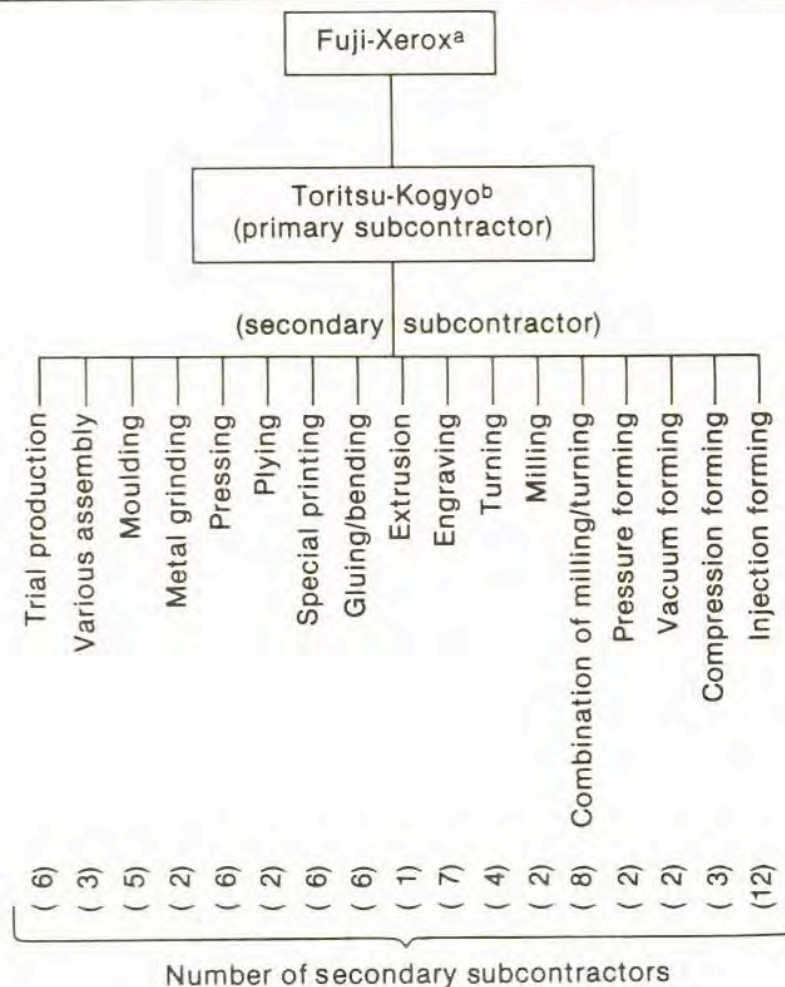 Fuji-Xeroxa
Toritsu-Kogyob
(primary subcontractor)
(secondary subcontractor)
Trial production
Various assembly
Moulding
Metal grinding
Pressing
Plying
Special printing
Gluing/bending
Extrusion
Engraving
Turning
Milling
Combination of milling/turning
Pressure forming
Vacuum forming
Compression forming
Injection forming
( 6)
( 3)
( 5)
( 2)
( 6)
( 2)
( 6)
( 6)
( 1)
( 7)
( 4)
( 2)
( 8)
( 2)
( 2)
( 3)
(12)
Number of secondary subcontractors